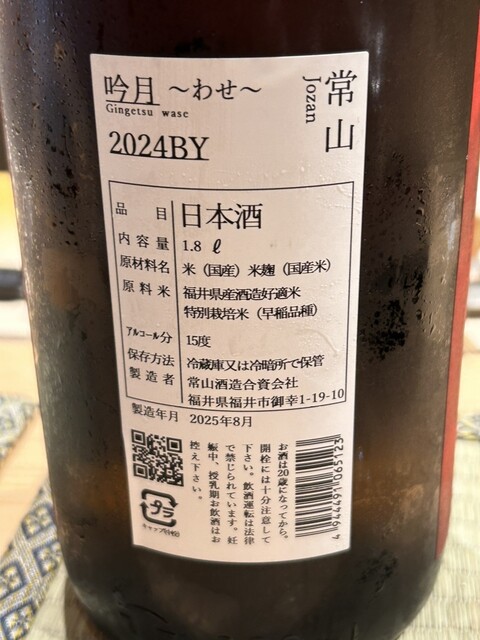 常山
Jozan
吟月 ～わせ～
Gingetsu wase
2024BY
品目 日本酒
内容量 1.8ℓ
原材料名 米（国産）米麹（国産米）
原料米 福井県産酒造好適米
特別栽培米（早稲品種）
アルコール分 15度
保存方法 冷蔵庫又は冷暗所で保管
製造者 常山酒造合資会社
福井県福井市御幸1-19-10
製造年月 2025年8月
お酒は20歳になってから。
開栓には十分注意して
下さい。飲酒運転は法律
で禁じられています。妊
娠中、授乳期お飲酒はお
控え下さい。
プラ
4944491065123